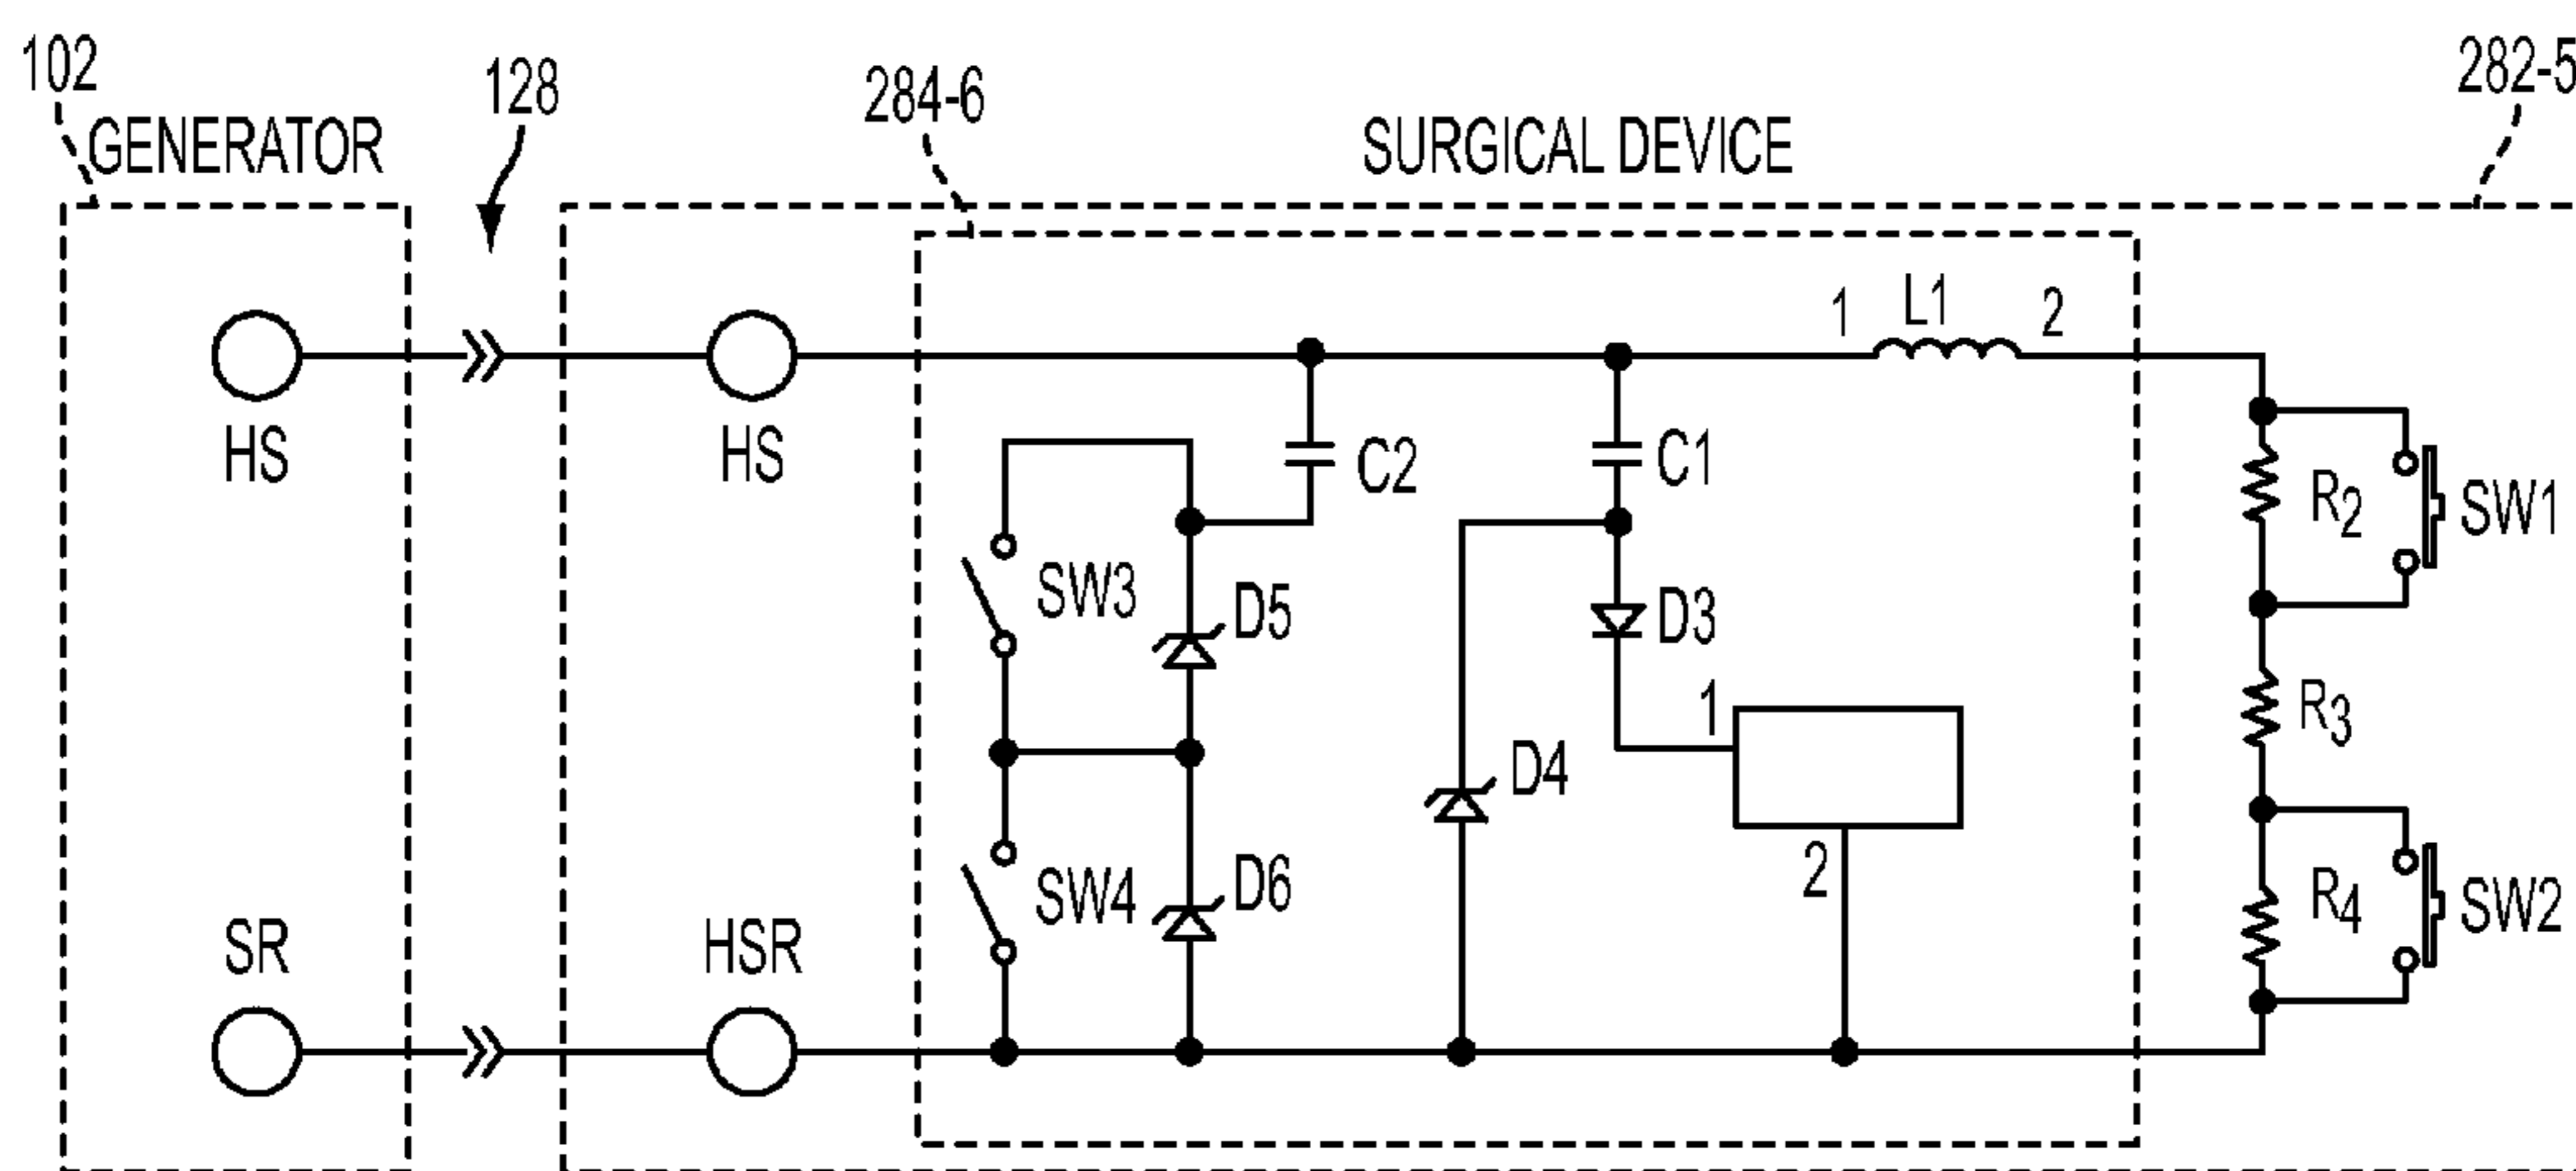 102
128
284-6
282-5
GENERATOR
SURGICAL DEVICE
1 L1 2
HS
HS
C2
C1
R2
SW1
SW3
D5
D3
1
R3
D4
2
SW4
D6
R4
SW2
SR
HSR